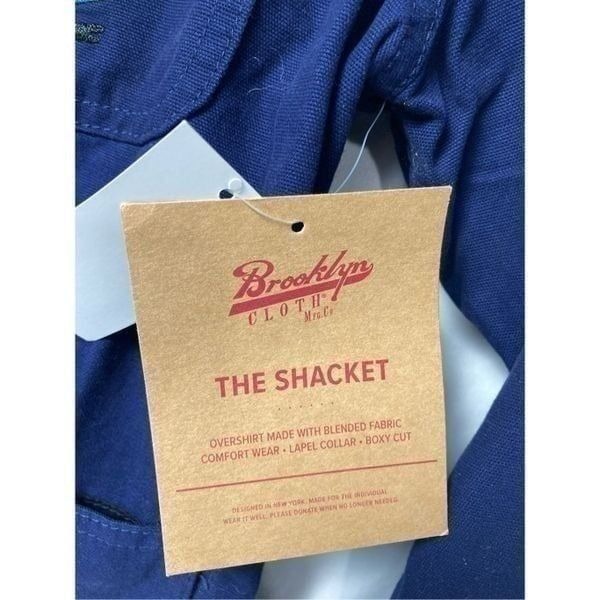 Brooklyn
CLOTH®
MFG.Co
THE SHACKET
OVERSHIRT MADE WITH BLENDED FABRIC
COMFORT WEAR • LAPEL COLLAR • BOXY CUT
DESIGNED IN NEW YORK. MADE FOR THE INDIVIDUAL
WEAR IT WELL. PLEASE DONATE WHEN NO LONGER NEEDED.